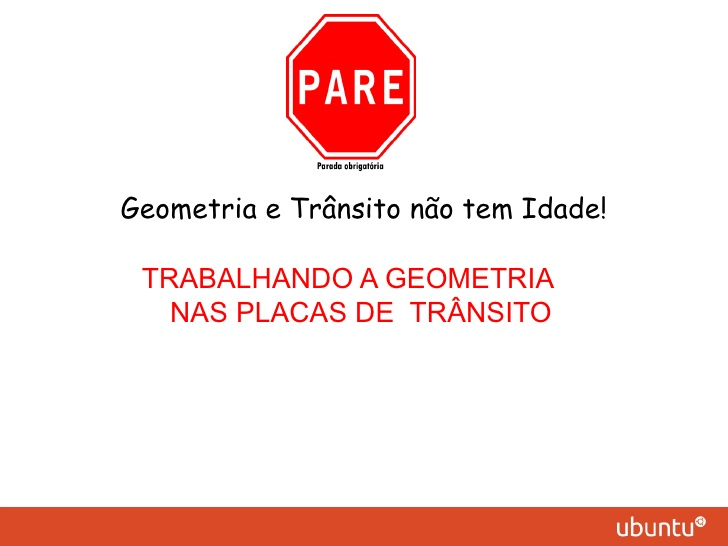 PARE
Parada obrigatória
Geometria e Trânsito não tem Idade!
TRABALHANDO A GEOMETRIA
NAS PLACAS DE TRÂNSITO
ubuntu